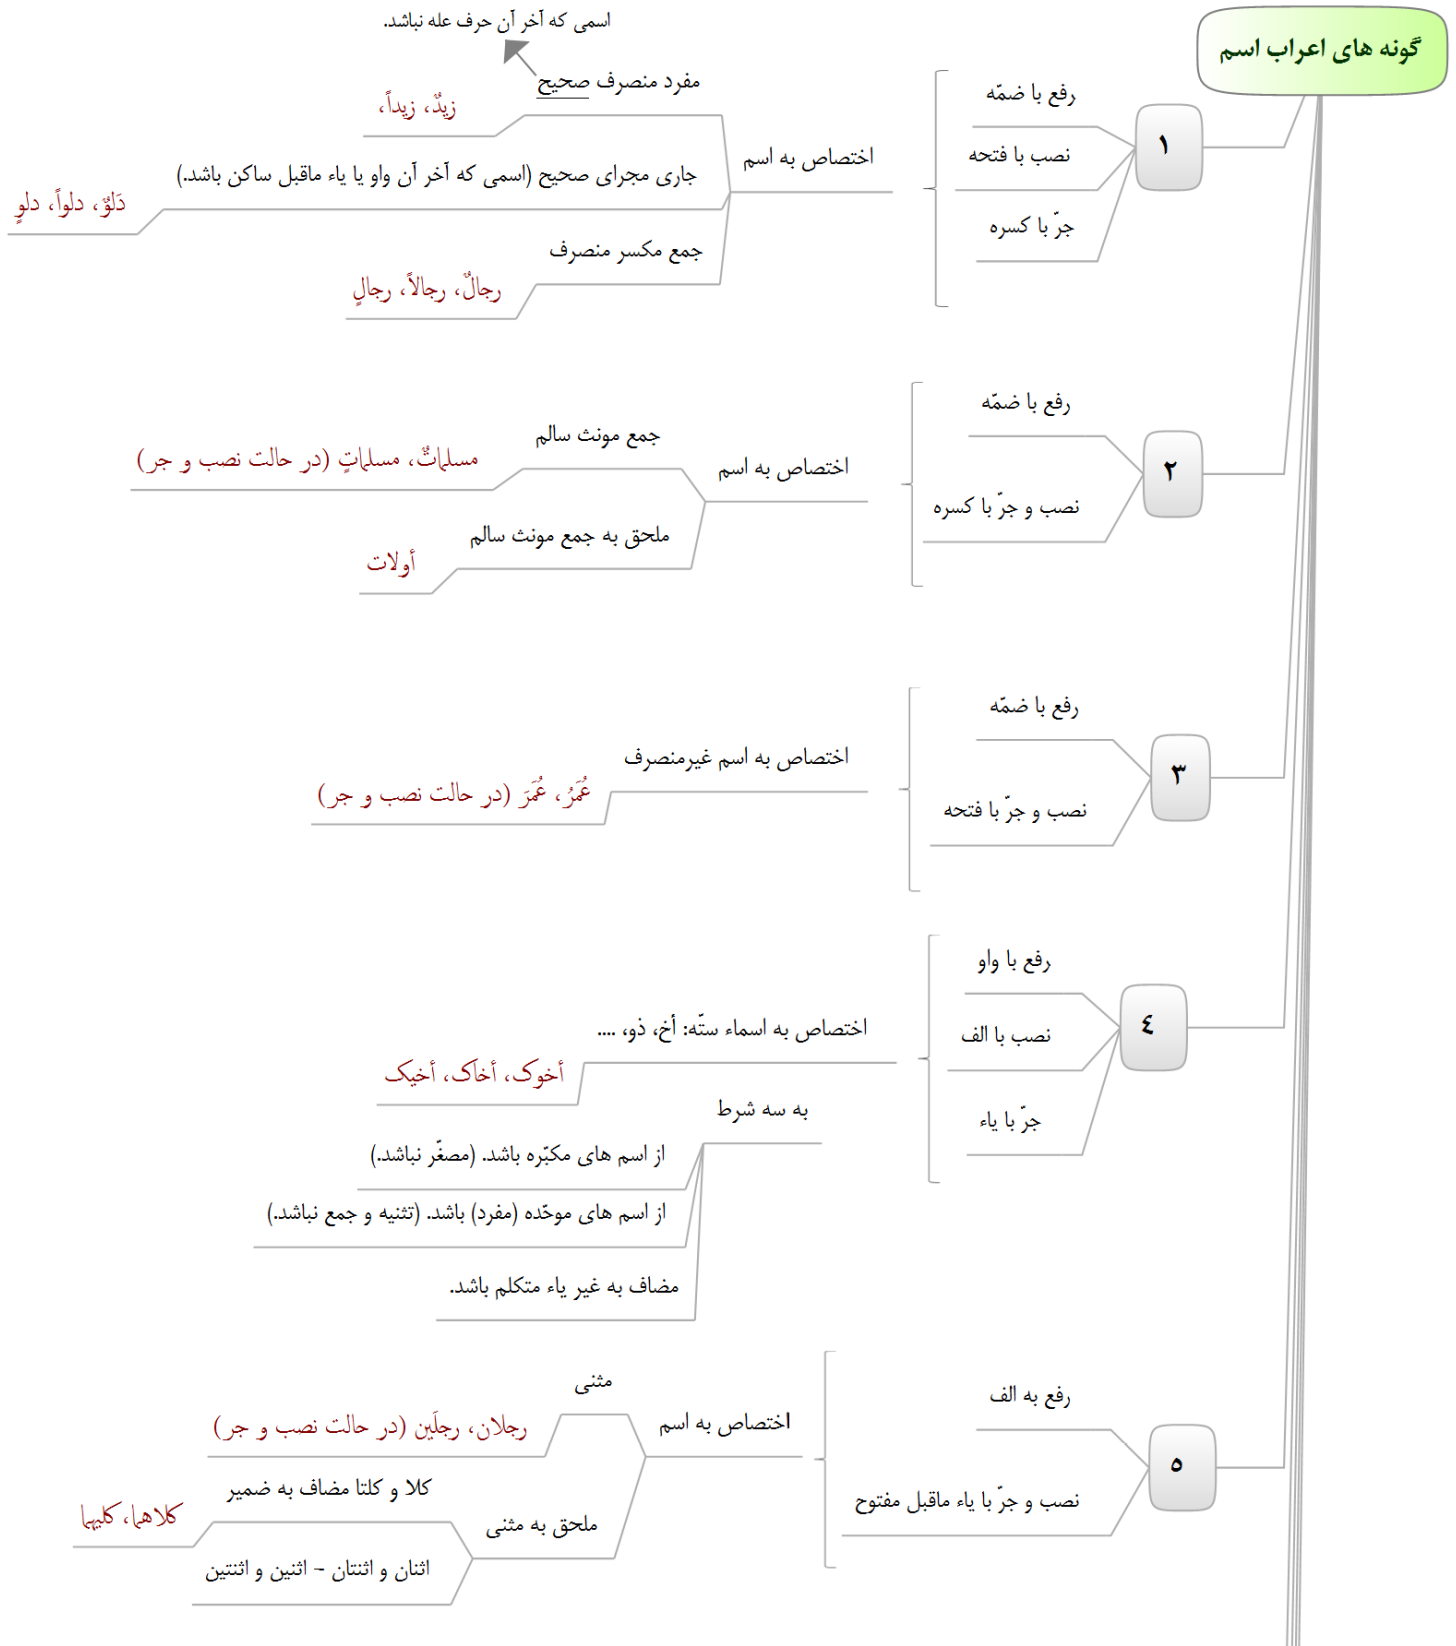 گونه های اعراب اسم
۱
رفع با ضمّه
نصب با فتحه
جرّ با کسره
اختصاص به اسم
اسمی که آخر آن حرف عله نباشد.
مفرد منصرف صحیح
زیدٌ، زیداً،
جاری مجرای صحیح (اسمی که آخر آن واو یا یاء ماقبل ساکن باشد.)
دَلوٌ، دلواً، دلوٍ
جمع مکسر منصرف
رجالٌ، رجالاً، رجالٍ
۲
رفع با ضمّه
نصب و جرّ با کسره
اختصاص به اسم
جمع مونث سالم
مسلماتٌ، مسلماتٍ (در حالت نصب و جر)
ملحق به جمع مونث سالم
أولات
۳
رفع با ضمّه
نصب و جرّ با فتحه
اختصاص به اسم غیرمنصرف
عُمَرُ، عُمَرَ (در حالت نصب و جر)
٤
رفع با واو
نصب با الف
جرّ با یاء
اختصاص به اسماء ستّه: أخ، ذو، ....
أخوک، أخاک، أخیک
به سه شرط
از اسم های مکبّره باشد. (مصغّر نباشد.)
از اسم های موحّده (مفرد) باشد. (تثنیه و جمع نباشد.)
مضاف به غیر یاء متکلم باشد.
۵
رفع به الف
نصب و جرّ با یاء ماقبل مفتوح
اختصاص به اسم
مثنی
رجلان، رجلَین (در حالت نصب و جر)
ملحق به مثنی
کلا و کلتا مضاف به ضمیر
کلاهما، کلیهما
اثنان و اثنتان - اثنین و اثنتین